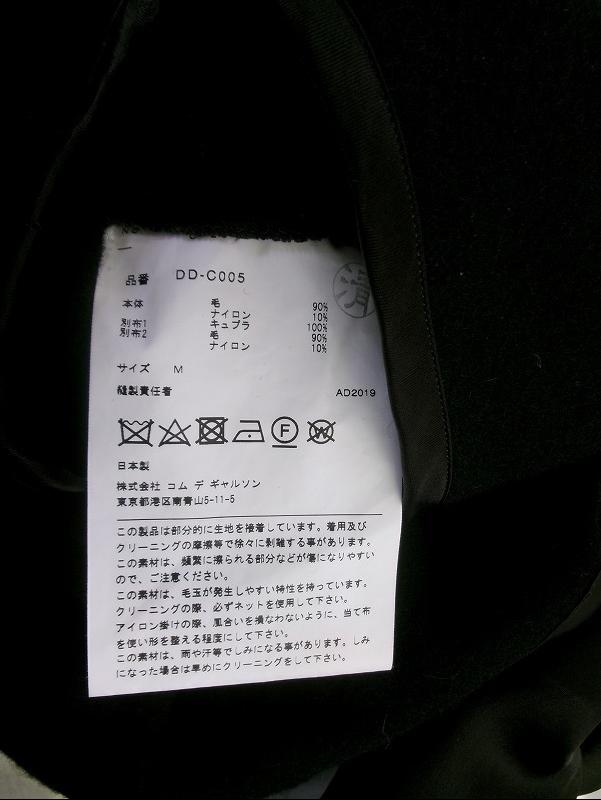 品番 DD-C005
済
本体 毛 90%
ナイロン 10%
別布1 キュプラ 100%
別布2 毛 90%
ナイロン 10%
サイズ M
縫製責任者 AD2019
F W
日本製
株式会社 コム デ ギャルソン
東京都港区南青山5-11-5
この製品は部分的に生地を接着しています。着用及び
クリーニングの摩擦等で徐々に剥離する事があります。
この素材は、頻繁に擦られる部分などが傷になりやすい
ので、ご注意ください。
この素材は、毛玉が発生しやすい特性を持っています。
クリーニングの際、必ずネットを使用して下さい。
アイロン掛けの際、風合いを損なわないように、当て布
を使い形を整える程度にして下さい。
この素材は、雨や汗等でしみになる事があります。しみ
になった場合は早めにクリーニングをして下さい。